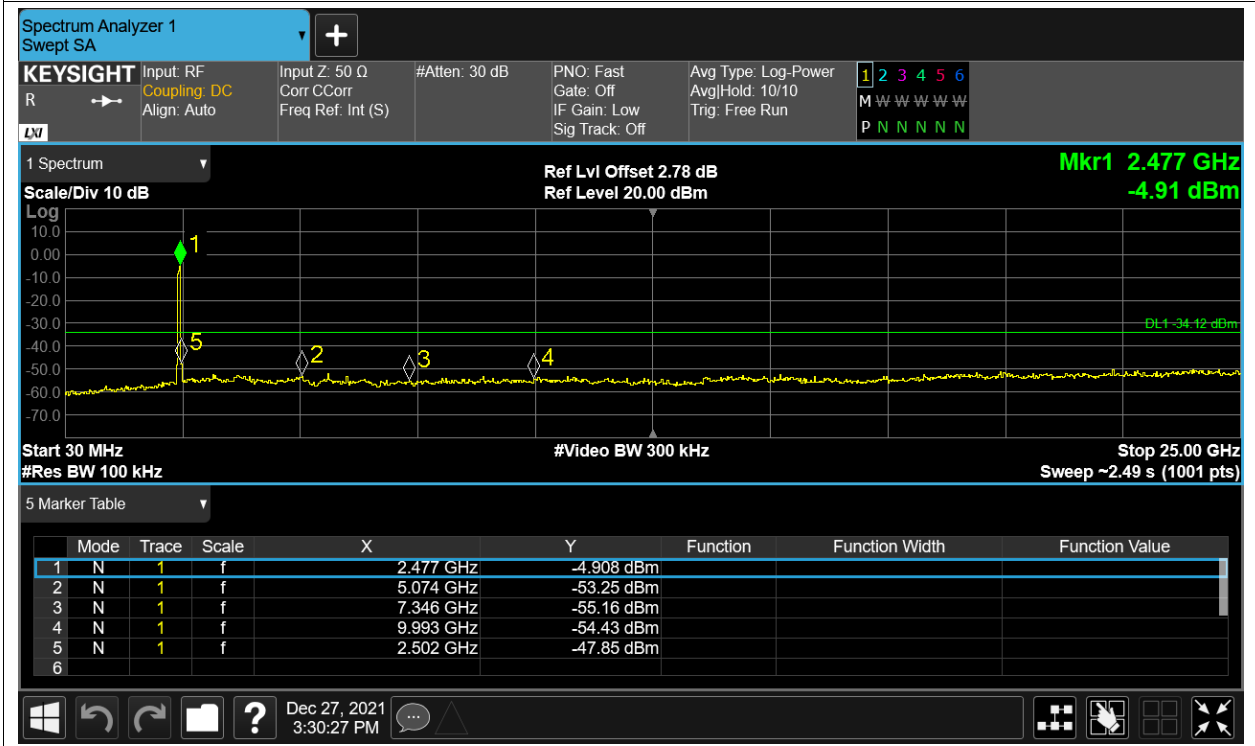 Spectrum Analyzer 1
Swept SA
KEYSIGHT
R
LXI
Input: RF
Coupling: DC
Align: Auto
Input Z: 50 Ω
Corr CCorr
Freq Ref: Int (S)
#Atten: 30 dB
PNO: Fast
Gate: Off
IF Gain: Low
Sig Track: Off
Avg Type: Log-Power
Avg|Hold: 10/10
Trig: Free Run
1 2 3 4 5 6
M W W W W W
P N N N N N
1 Spectrum
Scale/Div 10 dB
Ref Lvl Offset 2.78 dB
Ref Level 20.00 dBm
Mkr1 2.477 GHz
-4.91 dBm
Log
10.0
0.00
-10.0
-20.0
-30.0
-40.0
-50.0
-60.0
-70.0
1
5
2
3
4
DL1 -34.12 dBm
Start 30 MHz
#Video BW 300 kHz
Stop 25.00 GHz
#Res BW 100 kHz
Sweep ~2.49 s (1001 pts)
5 Marker Table
Mode Trace Scale X Y Function Function Width Function Value
1 N 1 f 2.477 GHz -4.908 dBm
2 N 1 f 5.074 GHz -53.25 dBm
3 N 1 f 7.346 GHz -55.16 dBm
4 N 1 f 9.993 GHz -54.43 dBm
5 N 1 f 2.502 GHz -47.85 dBm
6
?
Dec 27, 2021
3:30:27 PM